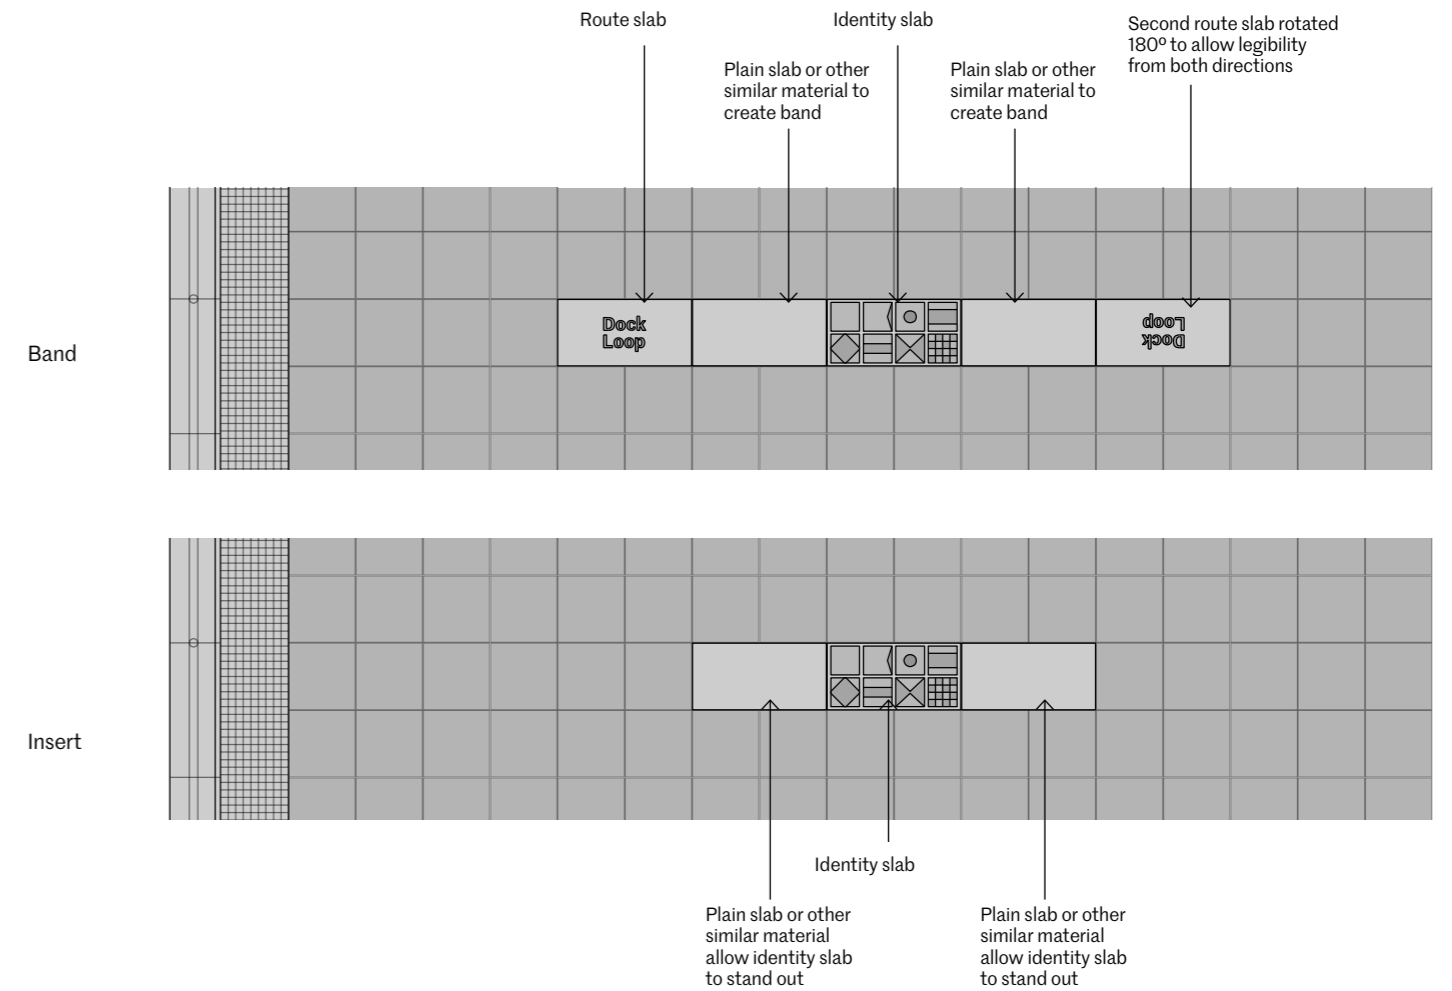 Route slab
Identity slab
Second route slab rotated
180º to allow legibility
from both directions
Plain slab or other
similar material to
create band
Plain slab or other
similar material to
create band
Band
Dock
Loop
Dock
Loop
Insert
Identity slab
Plain slab or other
similar material
allow identity slab
to stand out
Plain slab or other
similar material
allow identity slab
to stand out